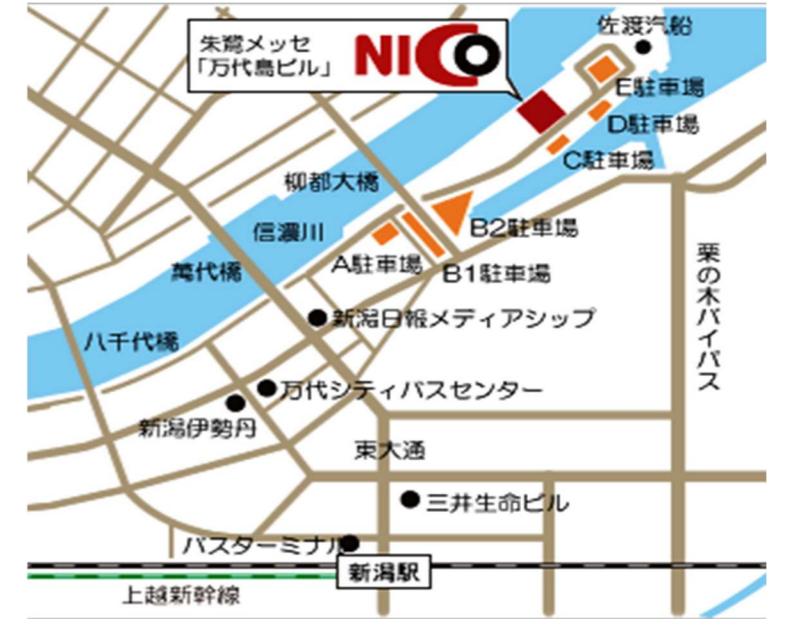 朱鷺メッセ
「万代島ビル」
NICO
佐渡汽船
E駐車場
D駐車場
C駐車場
柳都大橋
B2駐車場
信濃川
A駐車場
B1駐車場
萬代橋
栗の木バイパス
新潟日報メディアシップ
八千代橋
万代シティバスセンター
新潟伊勢丹
東大通
三井生命ビル
バスターミナル
新潟駅
上越新幹線